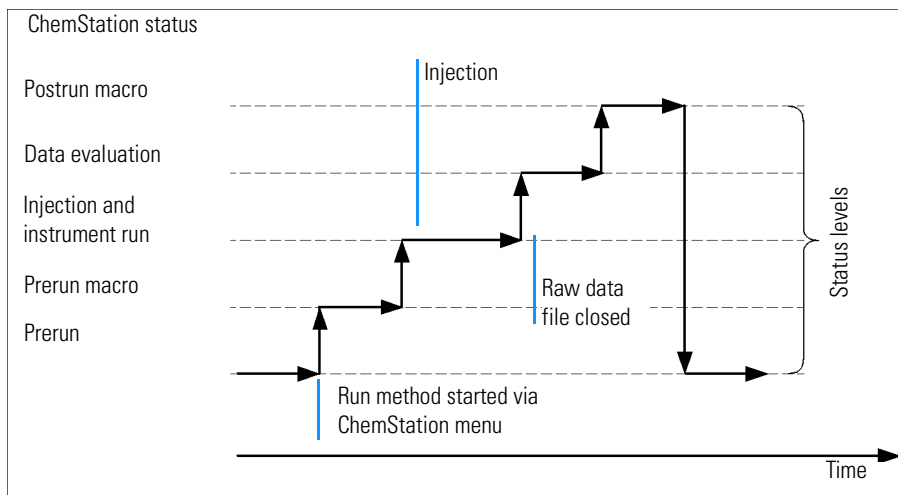 ChemStation status
Injection
Postrun macro
Data evaluation
Injection and
instrument run
Prerun macro
Prerun
Raw data
file closed
Status levels
Run method started via
ChemStation menu
Time